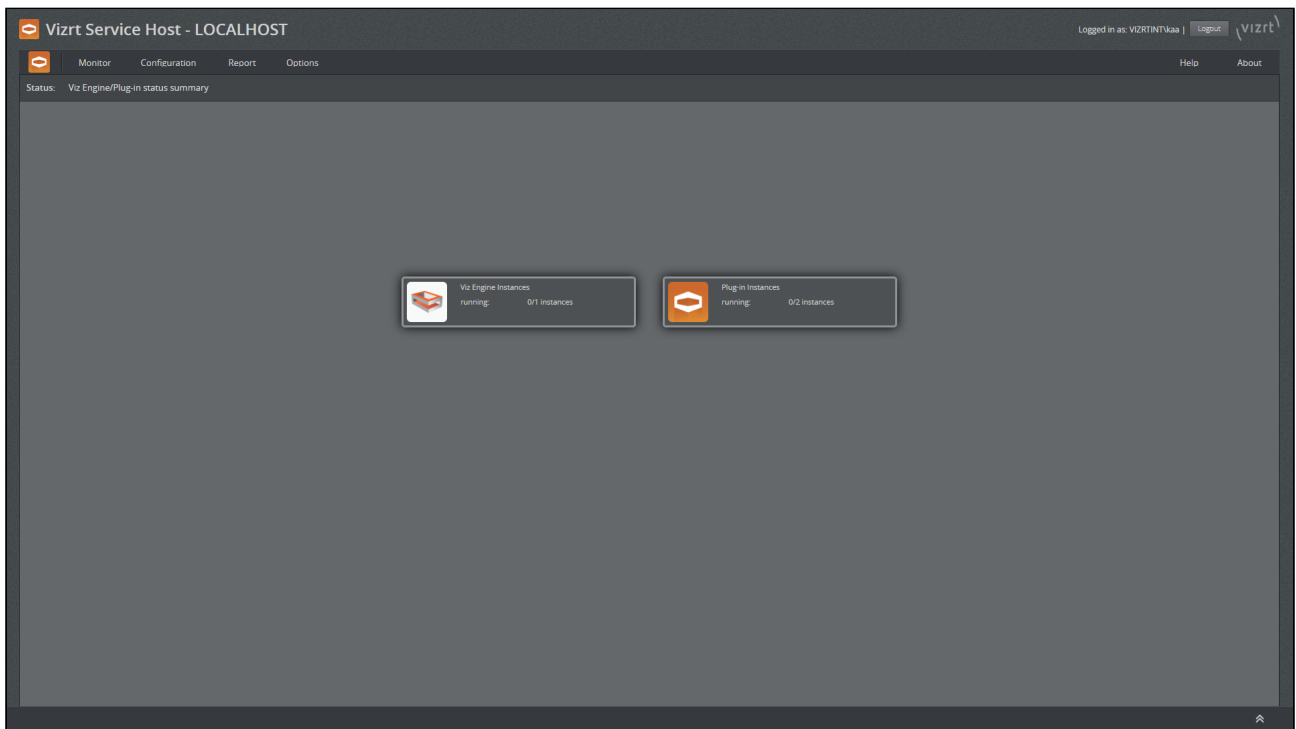 Vizrt Service Host - LOCALHOST
Logged in as: VIZRTINT\kaa | Logout
vizrt
Monitor Configuration Report Options Help About
Status: Viz Engine/Plug-in status summary
Viz Engine Instances
running: 0/1 instances
Plug-in Instances
running: 0/2 instances